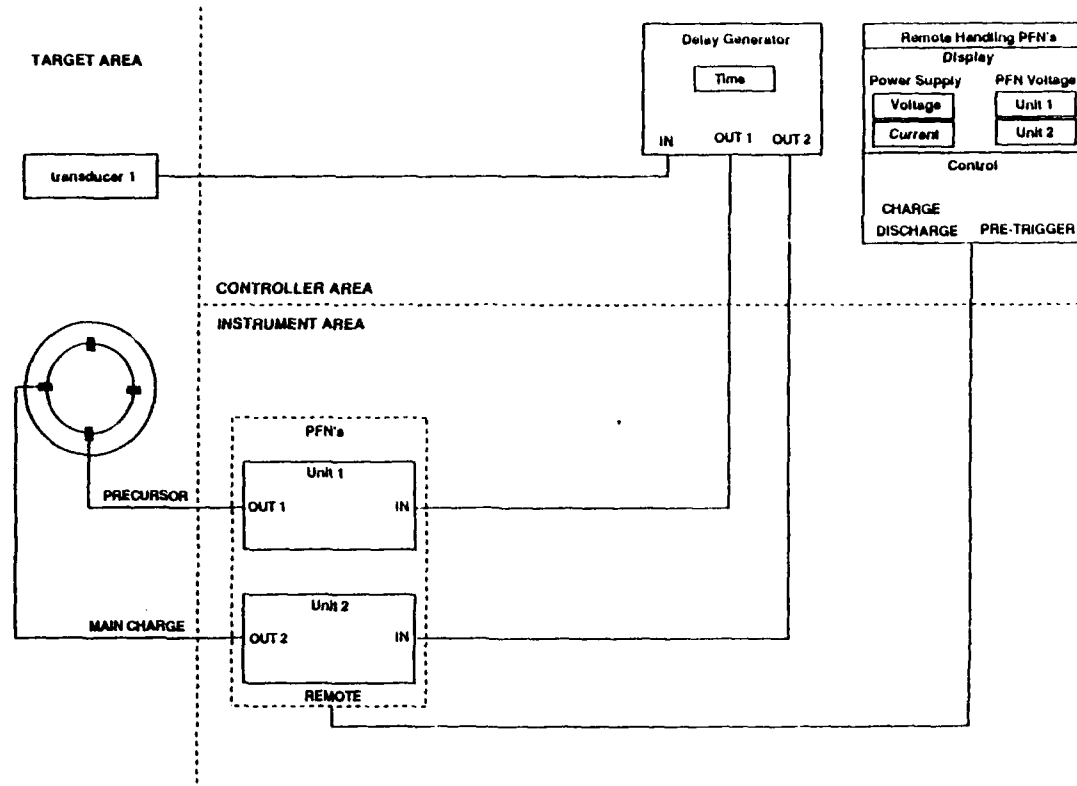 TARGET AREA
transducer 1
Delay Generator
Time
IN OUT 1 OUT 2
Remote Handling PFN's
Display
Power Supply PFN Voltage
Voltage Unit 1
Current Unit 2
Control
CHARGE
DISCHARGE PRE-TRIGGER
CONTROLLER AREA
INSTRUMENT AREA
PFN's
Unit 1
PRECURSOR OUT 1 IN
Unit 2
MAIN CHARGE OUT 2 IN
REMOTE